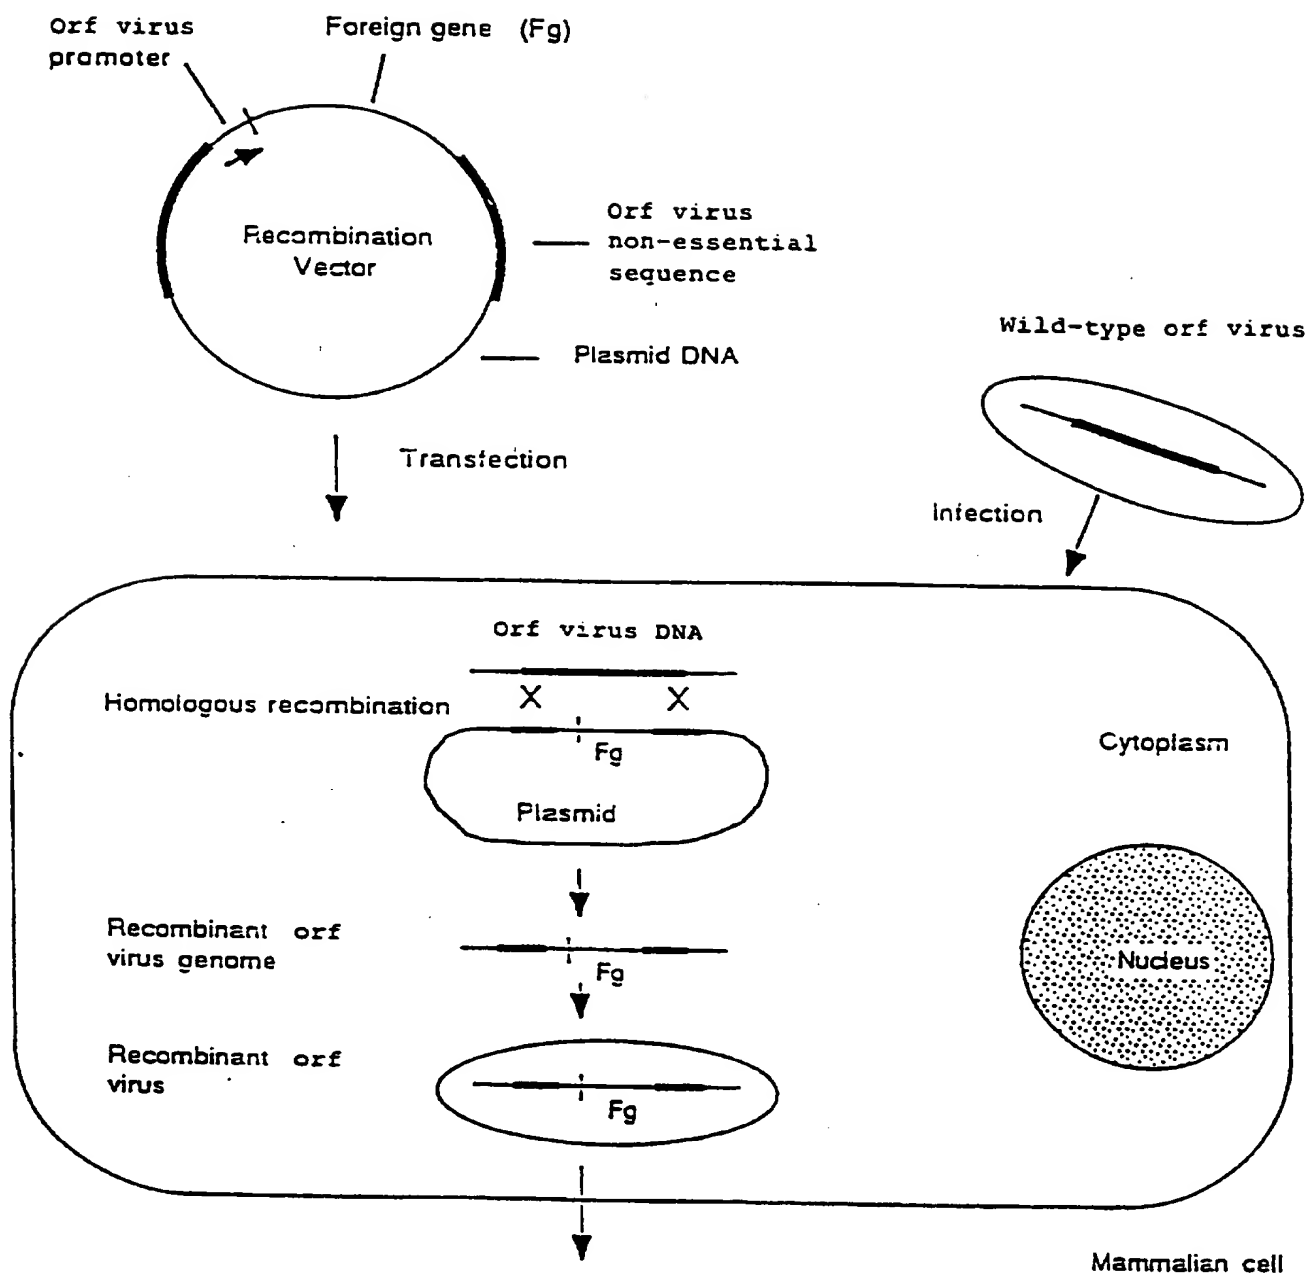 Orf virus
promoter
Foreign gene (Fg)
Recombination
Vector
Orf virus
non-essential
sequence
Plasmid DNA
Wild-type orf virus
Transfection
Infection
Orf virus DNA
Homologous recombination
X X
Fg
Plasmid
Cytoplasm
Recombinant orf
virus genome
Fg
Nucleus
Recombinant orf
virus
Fg
Mammalian cell